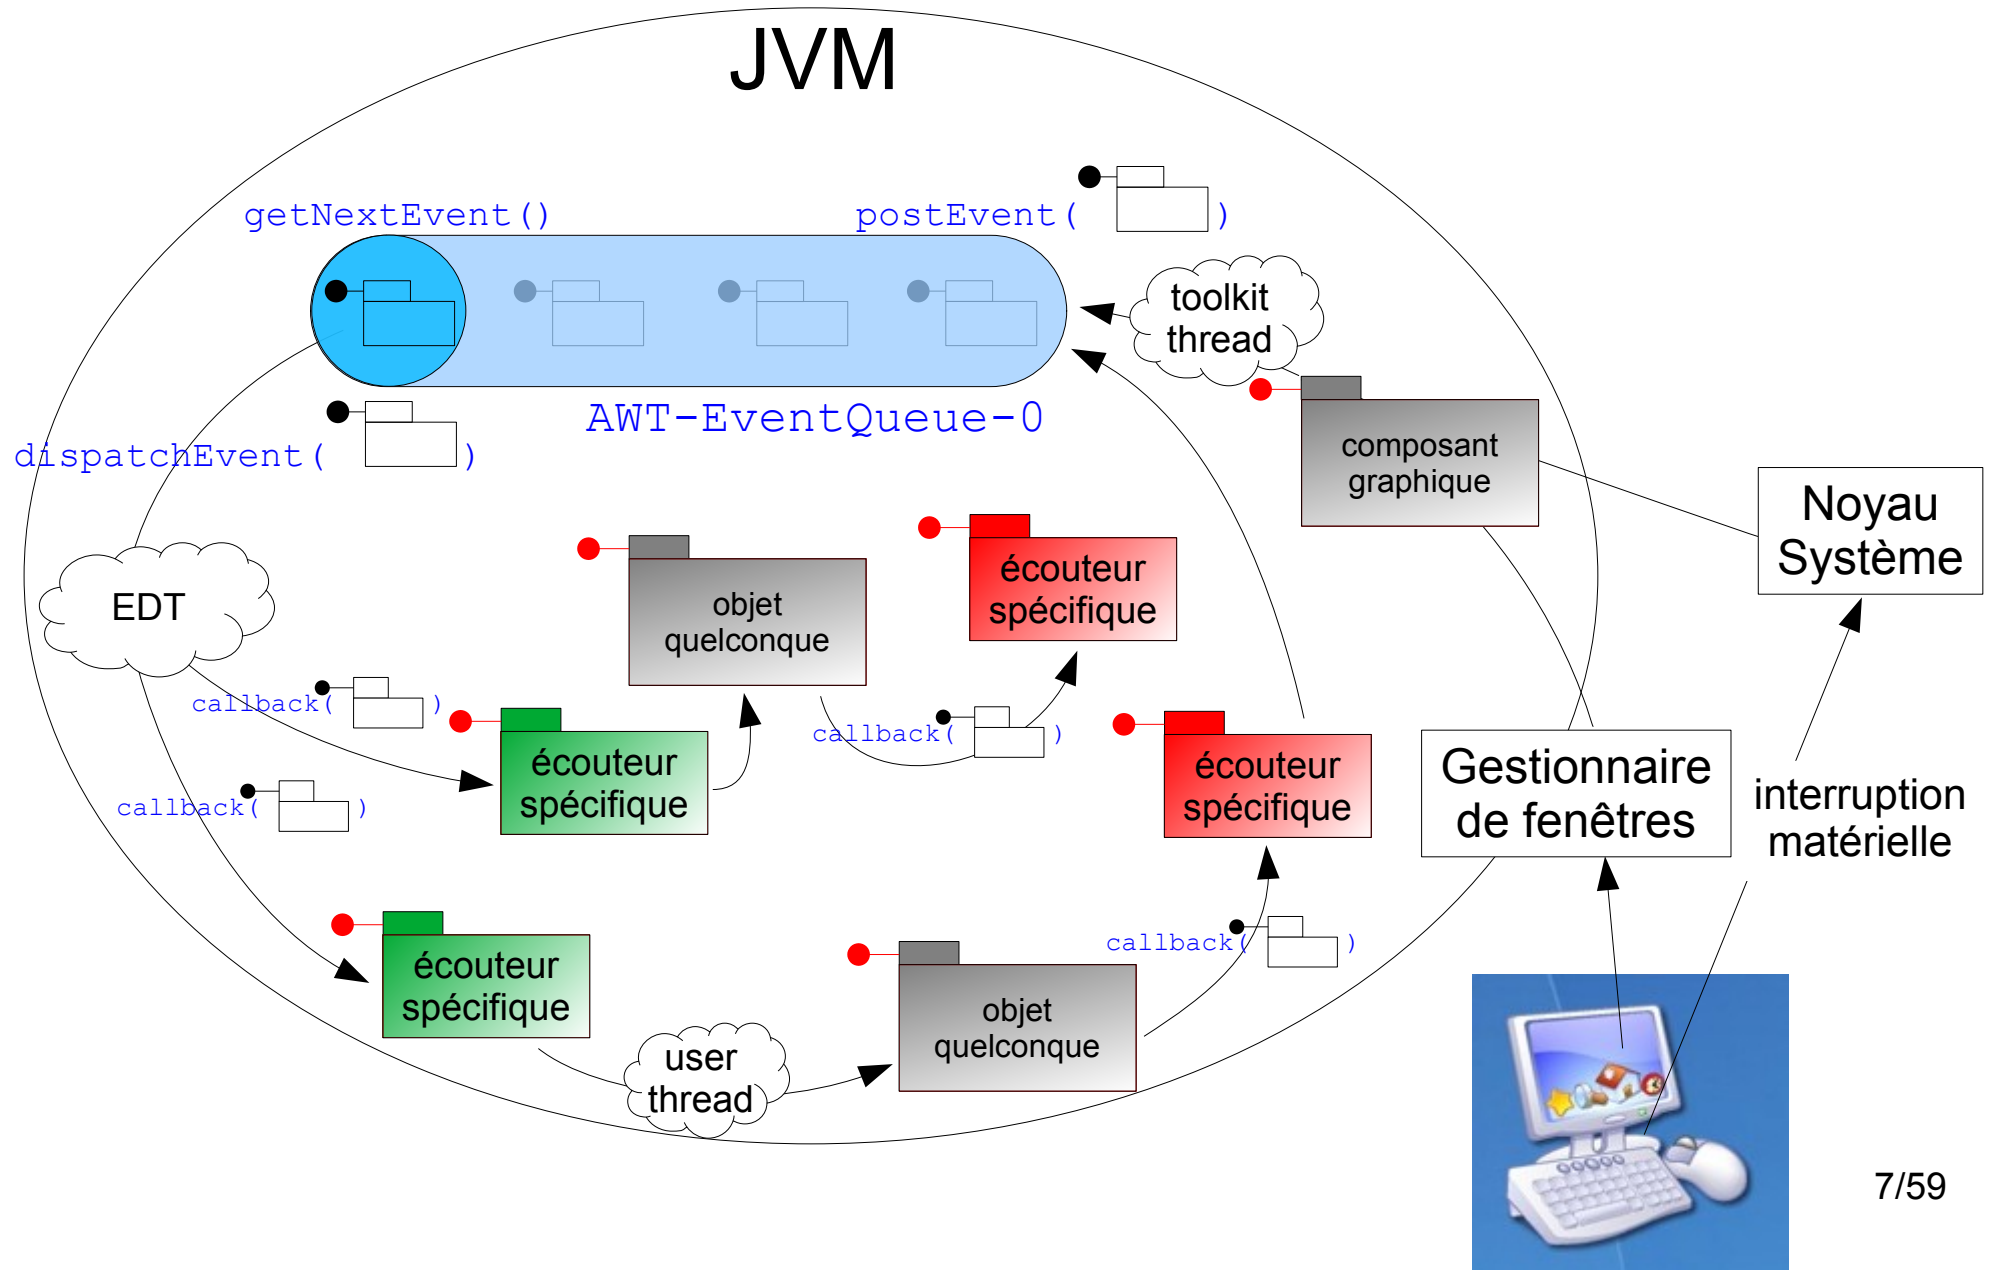 JVM
getNextEvent()
postEvent( )
toolkit
thread
AWT-EventQueue-0
dispatchEvent( )
composant
graphique
Noyau
Système
écouteur
spécifique
objet
quelconque
EDT
callback( )
callback( )
écouteur
spécifique
écouteur
spécifique
Gestionnaire
de fenêtres
interruption
matérielle
callback( )
callback( )
écouteur
spécifique
objet
quelconque
user
thread
7/59